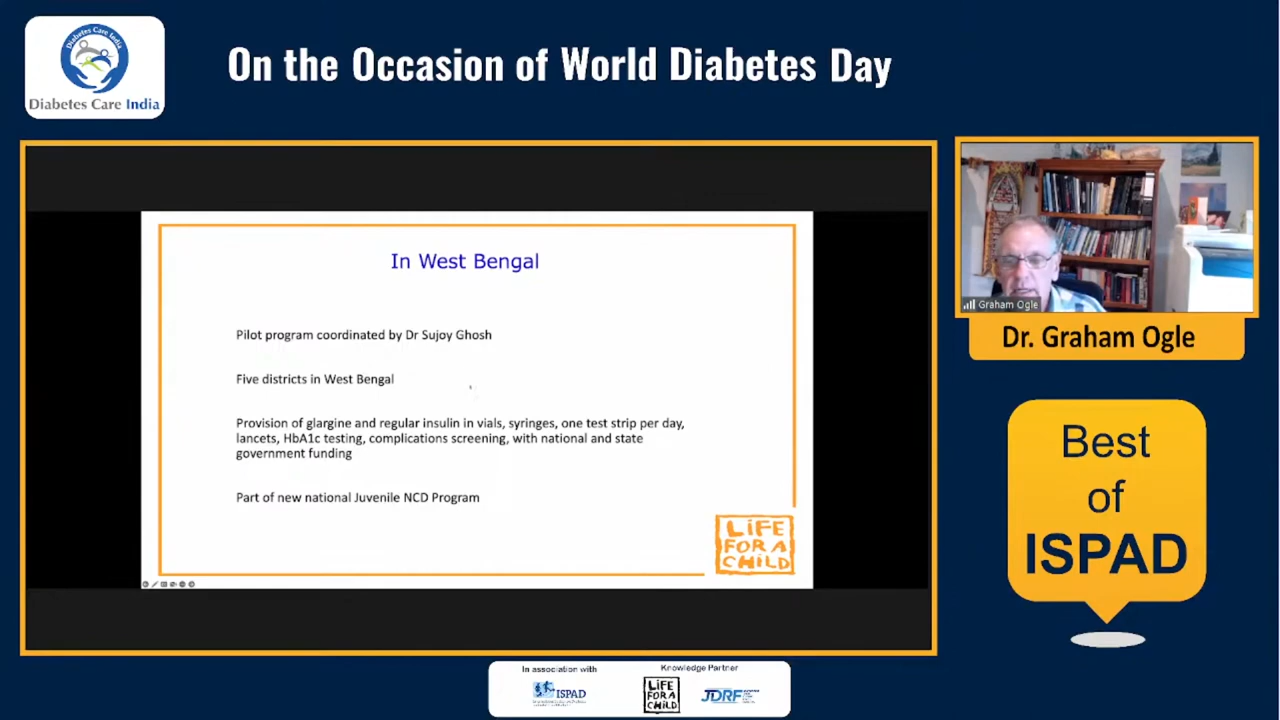 Diabetes Care India
Diabetes Care India
On the Occasion of World Diabetes Day
In West Bengal
Pilot program coordinated by Dr Sujoy Ghosh
Five districts in West Bengal
Provision of glargine and regular insulin in vials, syringes, one test strip per day,
lancets, HbA1c testing, complications screening, with national and state
government funding
Part of new national Juvenile NCD Program
LiFE
FOR A
CHiLD
Graham Ogle
Dr. Graham Ogle
Best
of
ISPAD
In association with
ISPAD
Knowledge Partner
LiFE
FOR A
CHiLD
JDRF